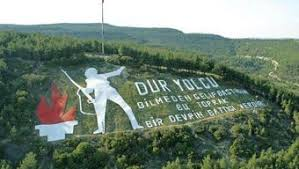 DUR YOLCU
BİLMEDEN GELİP BASTIĞIN
BU TOPRAK
BİR DEVRİN BATTIĞI YERDİR